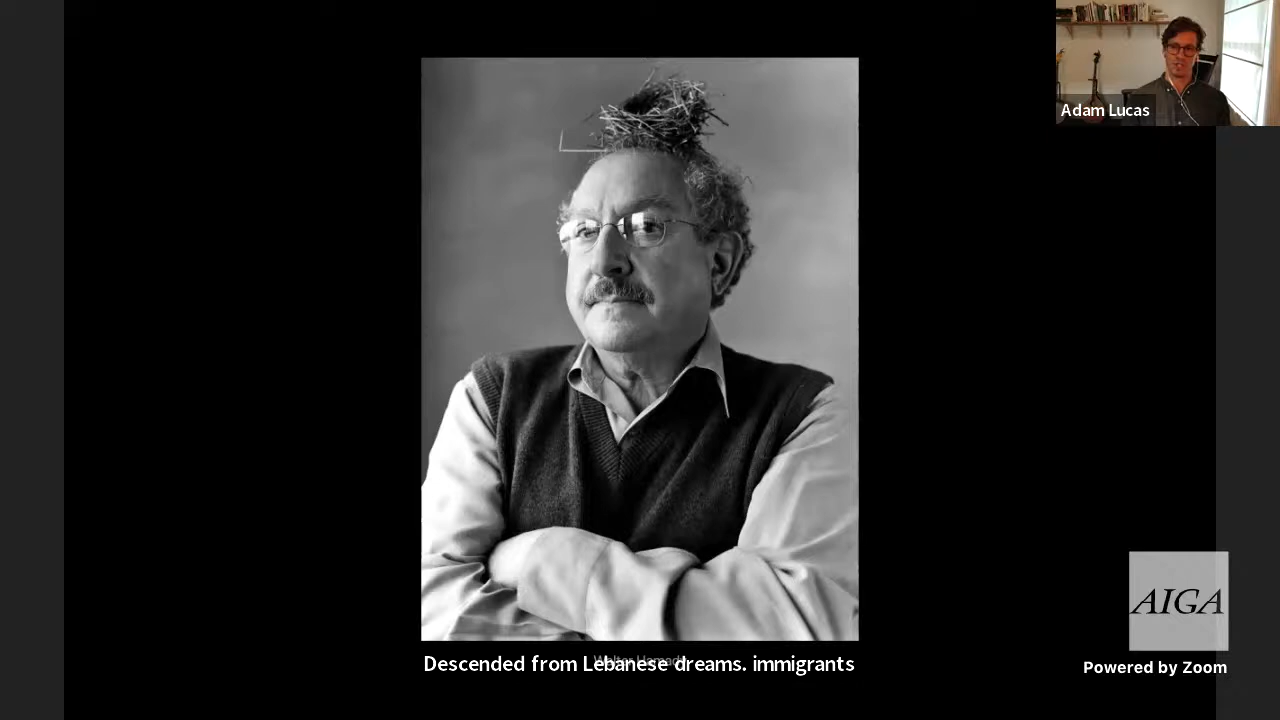 Adam Lucas
AIGA
Descended from Lebanese dreams. immigrants
Powered by Zoom